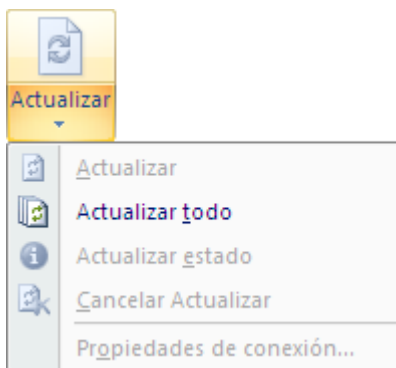 Actualizar
Actualizar
Actualizar todo
Actualizar estado
Cancelar Actualizar
Propiedades de conexión...